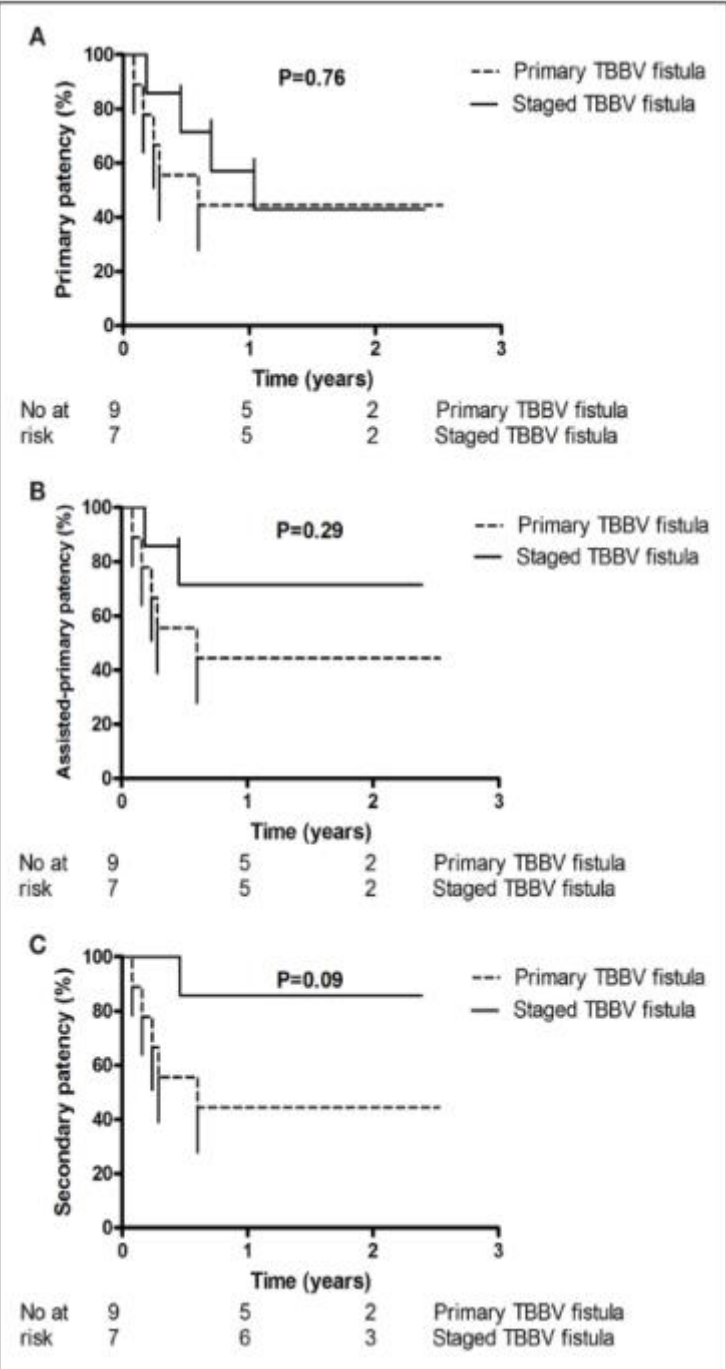 A
100
80
60
40
20
0
Primary patency (%)
P=0.76
Primary TBBV fistula
Staged TBBV fistula
0 1 2 3
Time (years)
No at 9 5 2 Primary TBBV fistula
risk 7 5 2 Staged TBBV fistula
B
100
80
60
40
20
0
Assisted-primary patency (%)
P=0.29
Primary TBBV fistula
Staged TBBV fistula
0 1 2 3
Time (years)
No at 9 5 2 Primary TBBV fistula
risk 7 5 2 Staged TBBV fistula
C
100
80
60
40
20
0
Secondary patency (%)
P=0.09
Primary TBBV fistula
Staged TBBV fistula
0 1 2 3
Time (years)
No at 9 5 2 Primary TBBV fistula
risk 7 6 3 Staged TBBV fistula